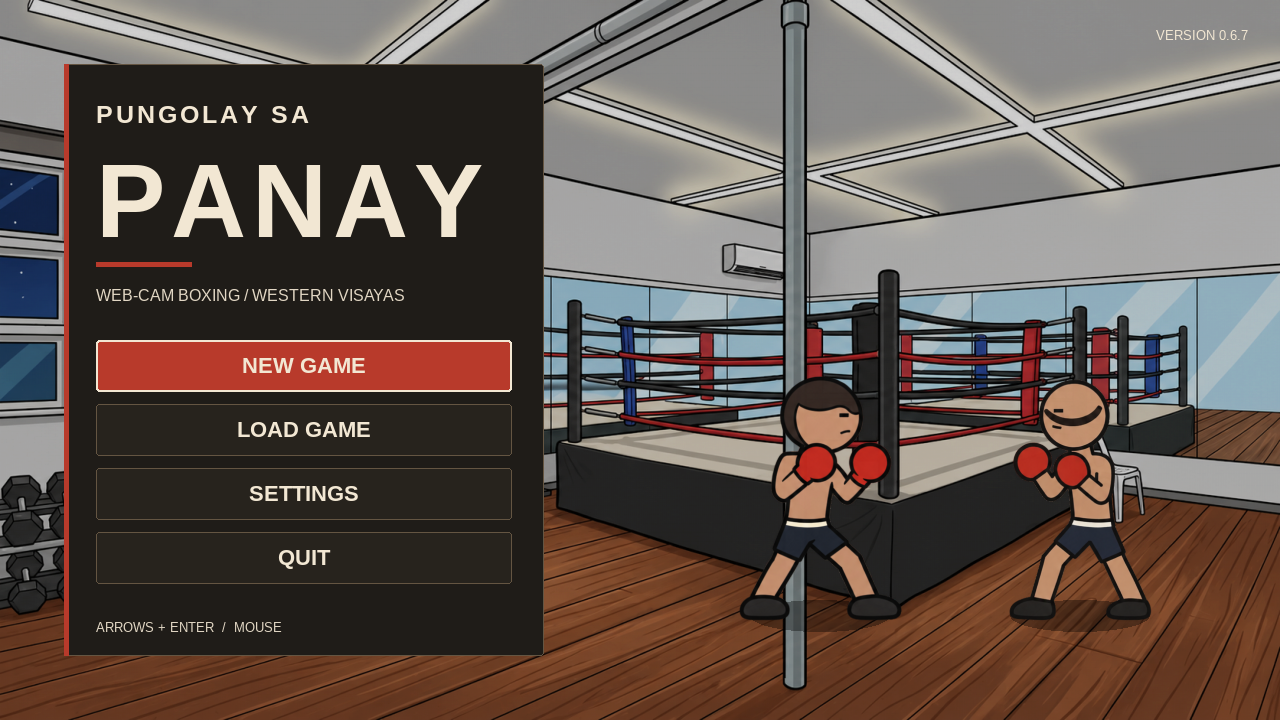 VERSION 0.6.7
PUNGOLAY SA
PANAY
WEB-CAM BOXING / WESTERN VISAYAS
NEW GAME
LOAD GAME
SETTINGS
QUIT
ARROWS + ENTER / MOUSE